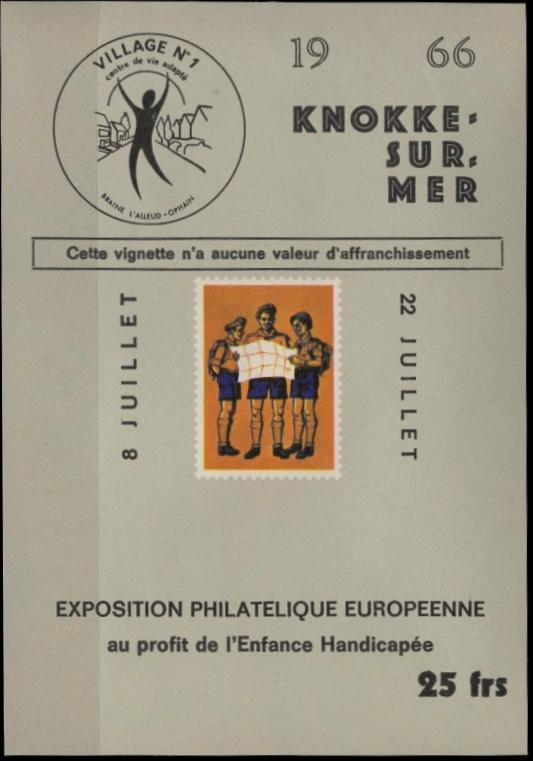 VILLAGE N°1
centre de vie adapté
BRAINE L'ALLEUD-OPHAIN
19 66
KNOKKE-
SUR-
MER
Cette vignette n'a aucune valeur d'affranchissement
8 JUILLET
22 JUILLET
EXPOSITION PHILATELIQUE EUROPEENNE
au profit de l'Enfance Handicapée
25 frs